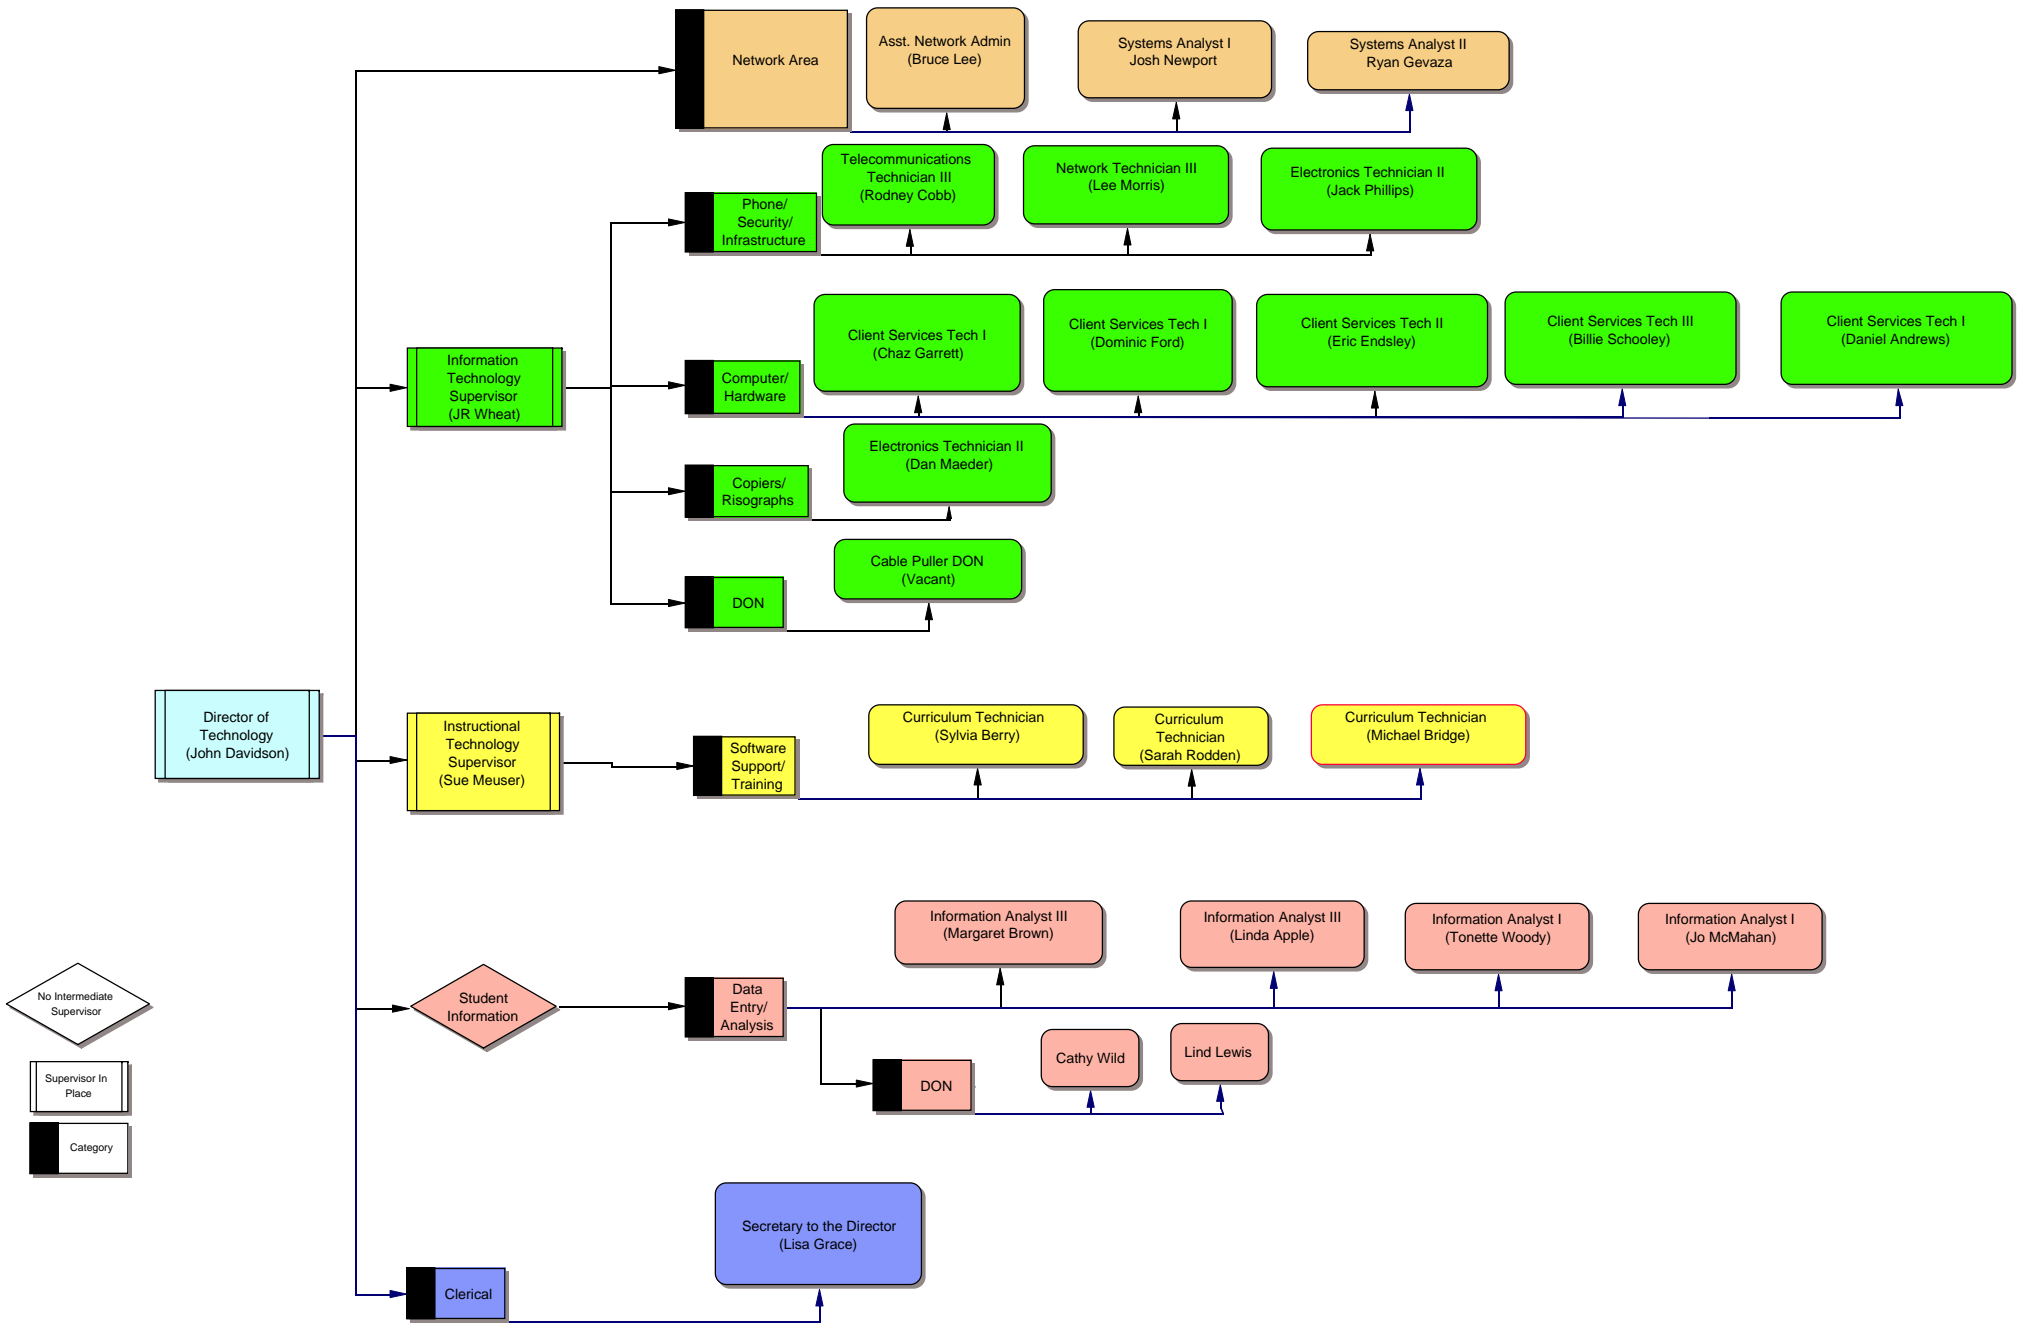 Network Area
Asst. Network Admin
(Bruce Lee)
Systems Analyst I
Josh Newport
Systems Analyst II
Ryan Gevaza
Phone/
Security/
Infrastructure
Telecommunications
Technician III
(Rodney Cobb)
Network Technician III
(Lee Morris)
Electronics Technician II
(Jack Phillips)
Information
Technology
Supervisor
(JR Wheat)
Computer/
Hardware
Client Services Tech I
(Chaz Garrett)
Client Services Tech I
(Dominic Ford)
Client Services Tech II
(Eric Endsley)
Client Services Tech III
(Billie Schooley)
Client Services Tech I
(Daniel Andrews)
Copiers/
Risographs
Electronics Technician II
(Dan Maeder)
DON
Cable Puller DON
(Vacant)
Director of
Technology
(John Davidson)
Instructional
Technology
Supervisor
(Sue Meuser)
Software
Support/
Training
Curriculum Technician
(Sylvia Berry)
Curriculum
Technician
(Sarah Rodden)
Curriculum Technician
(Michael Bridge)
Student
Information
Data
Entry/
Analysis
Information Analyst III
(Margaret Brown)
Information Analyst III
(Linda Apple)
Information Analyst I
(Tonette Woody)
Information Analyst I
(Jo McMahan)
DON
Cathy Wild
Lind Lewis
No Intermediate
Supervisor
Supervisor In
Place
Category
Clerical
Secretary to the Director
(Lisa Grace)